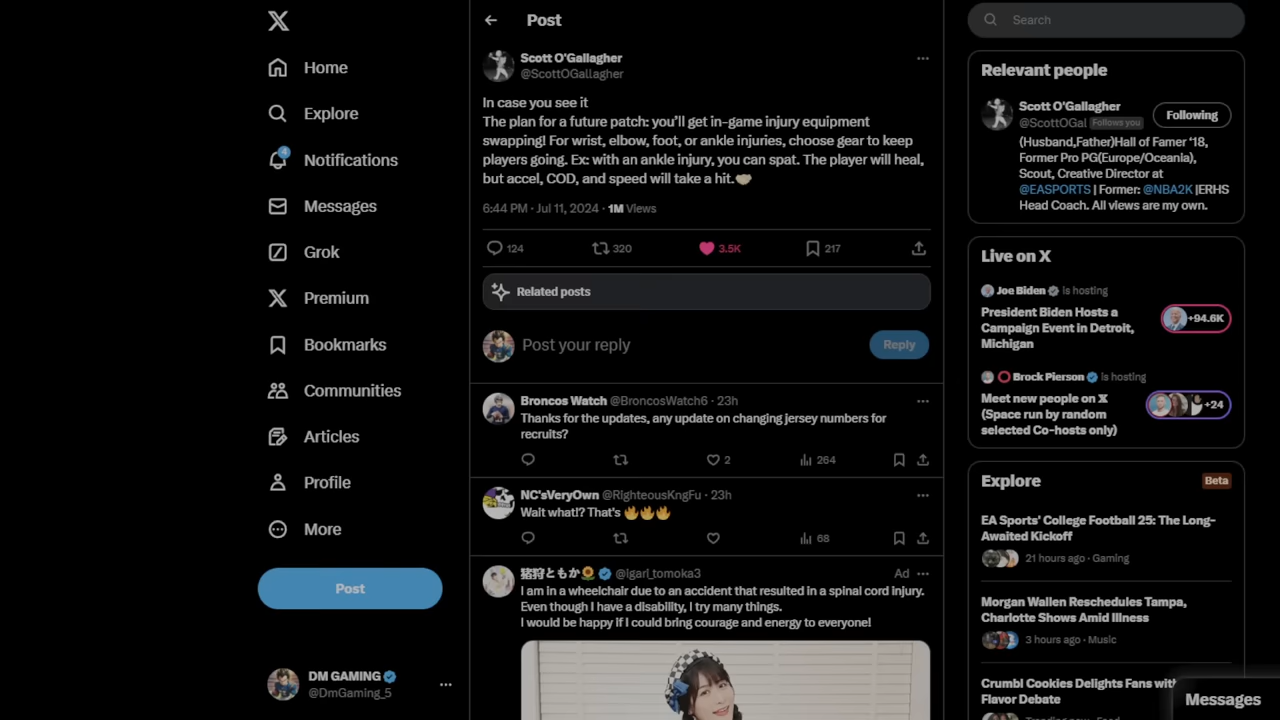 Home
Explore
4
Notifications
Messages
Grok
Premium
Bookmarks
Communities
Articles
Profile
More
Post
DM GAMING
@DmGaming_5
Post
Scott O'Gallagher
@ScottOGallagher
In case you see it
The plan for a future patch: you'll get in-game injury equipment
swapping! For wrist, elbow, foot, or ankle injuries, choose gear to keep
players going. Ex: with an ankle injury, you can spat. The player will heal,
but accel, COD, and speed will take a hit.
6:44 PM · Jul 11, 2024 · 1M Views
124 320 3.5K 217
Related posts
Post your reply
Reply
Broncos Watch @BroncosWatch6 · 23h
Thanks for the updates, any update on changing jersey numbers for
recruits?
2 264
NC'sVeryOwn @RighteousKngFu · 23h
Wait what!? That's 🔥🔥🔥
68
猪狩ともか🌻 @igari_tomoka3 Ad
I am in a wheelchair due to an accident that resulted in a spinal cord injury.
Even though I have a disability, I try many things.
I would be happy if I could bring courage and energy to everyone!
Search
Relevant people
Scott O'Gallagher
@ScottOGal Follows you
Following
(Husband,Father)Hall of Famer '18,
Former Pro PG(Europe/Oceania),
Scout, Creative Director at
@EASPORTS | Former: @NBA2K |ERHS
Head Coach. All views are my own.
Live on X
Joe Biden is hosting
President Biden Hosts a
Campaign Event in Detroit,
Michigan
+94.6K
Brock Pierson is hosting
Meet new people on X
(Space run by random
selected Co-hosts only)
+24
Explore
Beta
EA Sports' College Football 25: The Long-
Awaited Kickoff
21 hours ago · Gaming
Morgan Wallen Reschedules Tampa,
Charlotte Shows Amid Illness
3 hours ago · Music
Crumbl Cookies Delights Fans with
Flavor Debate
Messages